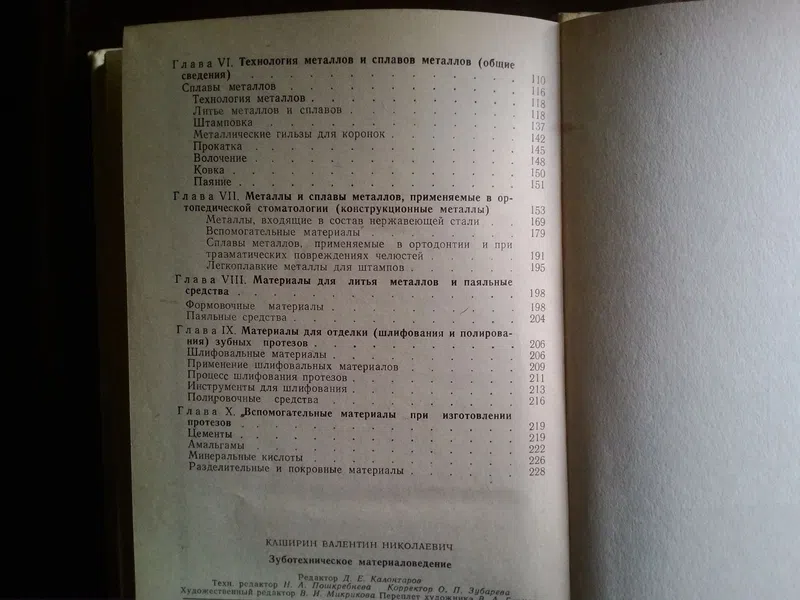 Глава VI. Технология металлов и сплавов металлов (общие
сведения) . . . . . . . . . . . . 110
Сплавы металлов . . . . . . . . . . 116
Технология металлов . . . . . . . . . 118
Литье металлов и сплавов . . . . . . . . 118
Штамповка . . . . . . . . . . . 137
Металлические гильзы для коронок . . . . . . 142
Прокатка . . . . . . . . . . . 145
Волочение . . . . . . . . . . . 148
Ковка . . . . . . . . . . . . 150
Паяние . . . . . . . . . . . . 151
Глава VII. Металлы и сплавы металлов, применяемые в ор-
топедической стоматологии (конструкционные металлы) 153
Металлы, входящие в состав нержавеющей стали . . 169
Вспомогательные материалы . . . . . . . 179
Сплавы металлов, применяемые в ортодонтии и при
травматических повреждениях челюстей . . . . 191
Легкоплавкие металлы для штампов . . . . . 195
Глава VIII. Материалы для литья металлов и паяльные
средства . . . . . . . . . . . . 198
Формовочные материалы . . . . . . . . 198
Паяльные средства . . . . . . . . . . 204
Глава IX. Материалы для отделки (шлифования и полирова-
ния) зубных протезов . . . . . . . . . 206
Шлифовальные материалы . . . . . . . . 206
Применение шлифовальных материалов . . . . . 209
Процесс шлифования протезов . . . . . . . 211
Инструменты для шлифования . . . . . . . 213
Полировочные средства . . . . . . . . 216
Глава X. Вспомогательные материалы при изготовлении
протезов . . . . . . . . . . . . 219
Цементы . . . . . . . . . . . . 219
Амальгамы . . . . . . . . . . . 222
Минеральные кислоты . . . . . . . . . 226
Разделительные и покровные материалы . . . . . 228
КАШИРИН ВАЛЕНТИН НИКОЛАЕВИЧ
Зуботехническое материаловедение
Редактор Д. Е. Калонтаров
Техн. редактор Н. А. Пошкребнева Корректор О. П. Зубарева
Художественный редактор В. И. Микрикова Переплет художника